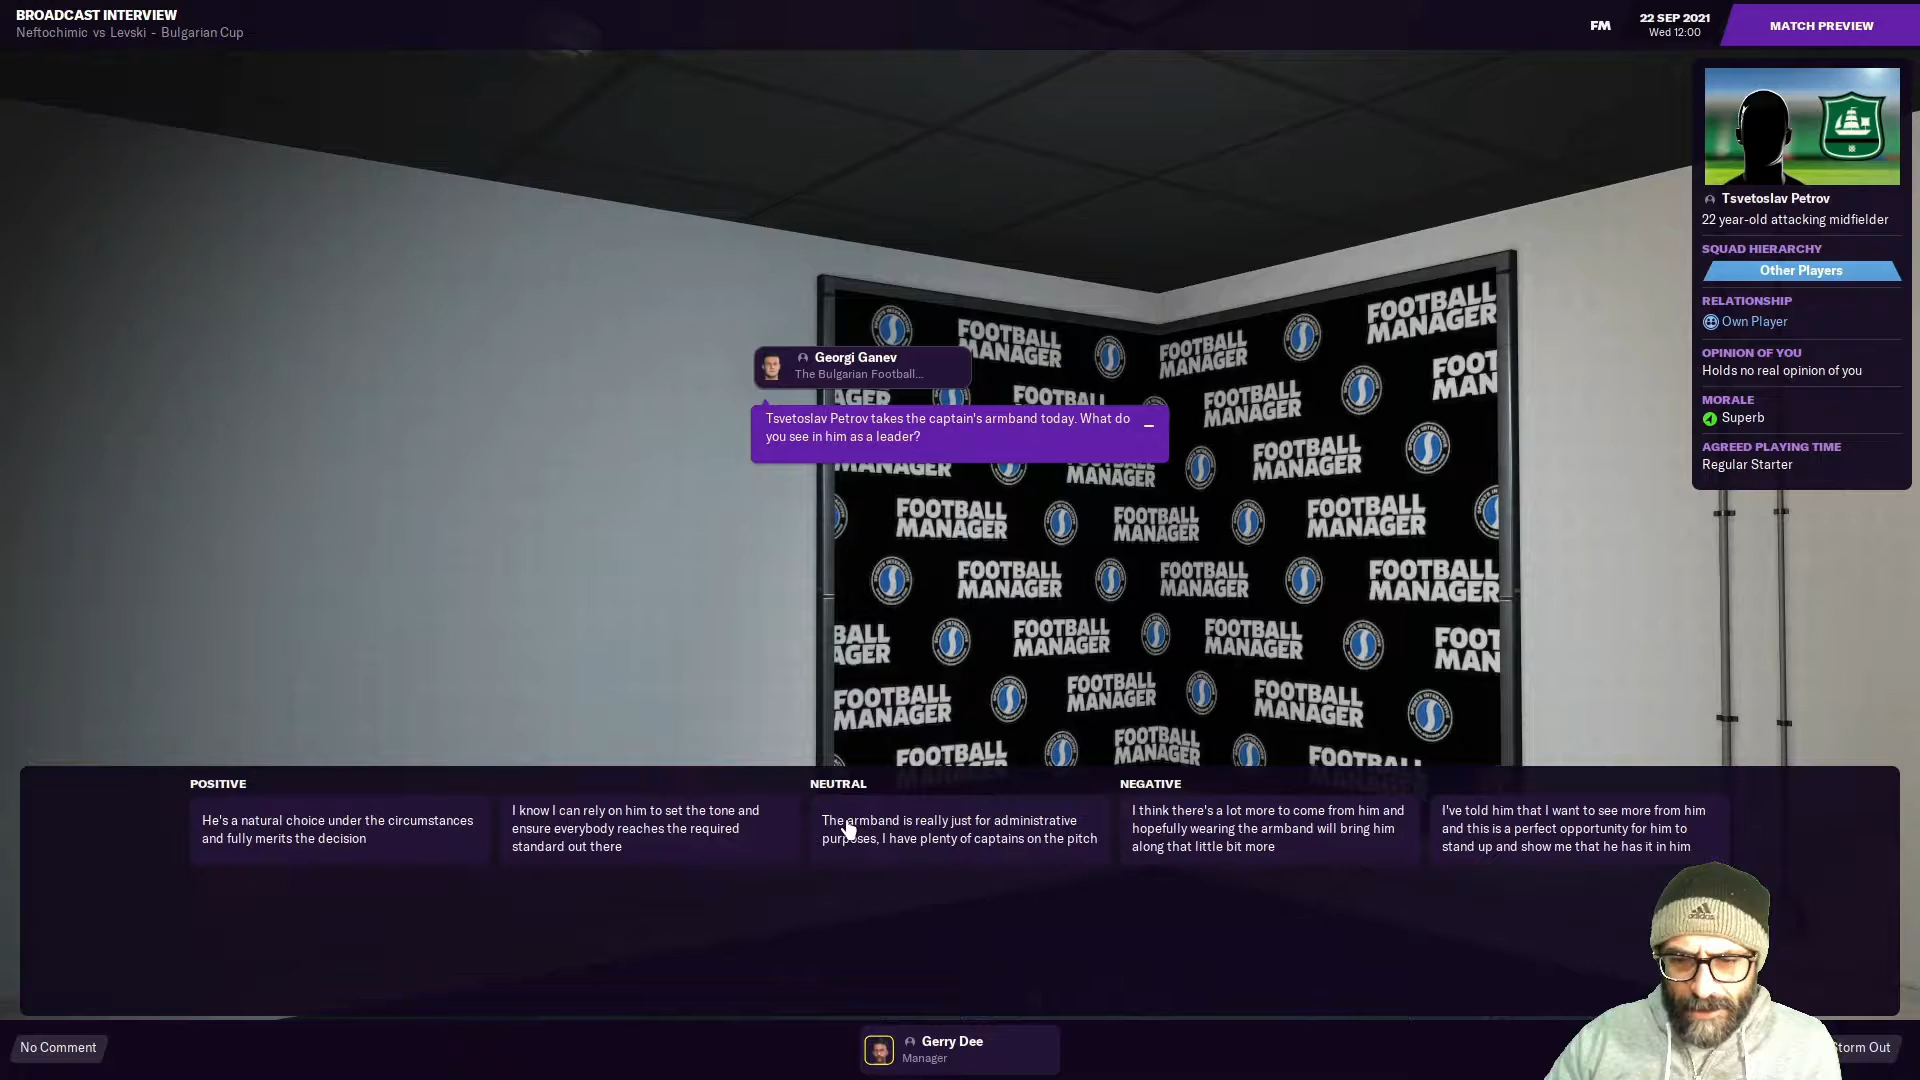 BROADCAST INTERVIEW
Neftochimic vs Levski - Bulgarian Cup
FM
22 SEP 2021
Wed 12:00
MATCH PREVIEW
Tsvetoslav Petrov
22 year-old attacking midfielder
SQUAD HIERARCHY
Other Players
RELATIONSHIP
Own Player
OPINION OF YOU
Holds no real opinion of you
MORALE
Superb
AGREED PLAYING TIME
Regular Starter
Georgi Ganev
The Bulgarian Football...
Tsvetoslav Petrov takes the captain's armband today. What do
you see in him as a leader?
FOOTBALL
MANAGER
POSITIVE
He's a natural choice under the circumstances
and fully merits the decision
I know I can rely on him to set the tone and
ensure everybody reaches the required
standard out there
NEUTRAL
The armband is really just for administrative
purposes, I have plenty of captains on the pitch
NEGATIVE
I think there's a lot more to come from him and
hopefully wearing the armband will bring him
along that little bit more
I've told him that I want to see more from him
and this is a perfect opportunity for him to
stand up and show me that he has it in him
No Comment
Gerry Dee
Manager
Storm Out
adidas